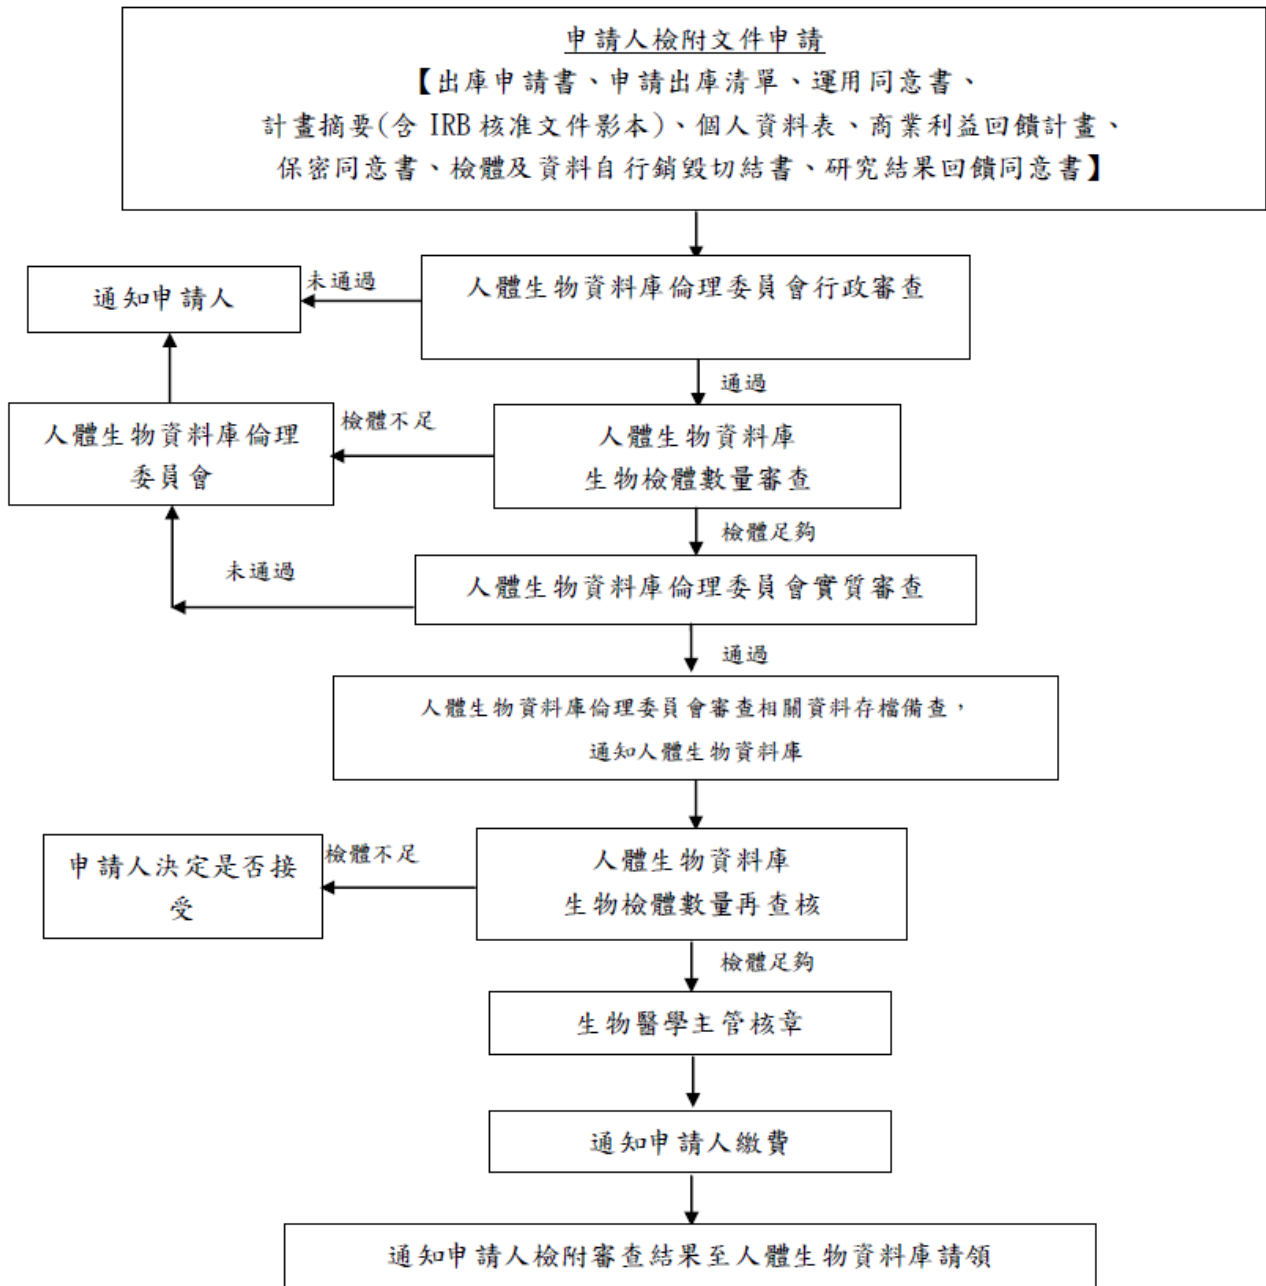 申請人檢附文件申請
【出庫申請書、申請出庫清單、運用同意書、
計畫摘要(含 IRB 核准文件影本)、個人資料表、商業利益回饋計畫、
保密同意書、檢體及資料自行銷毀切結書、研究結果回饋同意書】
未通過
人體生物資料庫倫理委員會行政審查
通知申請人
通過
人體生物資料庫倫理
委員會
檢體不足
人體生物資料庫
生物檢體數量審查
檢體足夠
未通過
人體生物資料庫倫理委員會實質審查
通過
人體生物資料庫倫理委員會審查相關資料存檔備查，
通知人體生物資料庫
申請人決定是否接
受
檢體不足
人體生物資料庫
生物檢體數量再查核
檢體足夠
生物醫學主管核章
通知申請人繳費
通知申請人檢附審查結果至人體生物資料庫請領